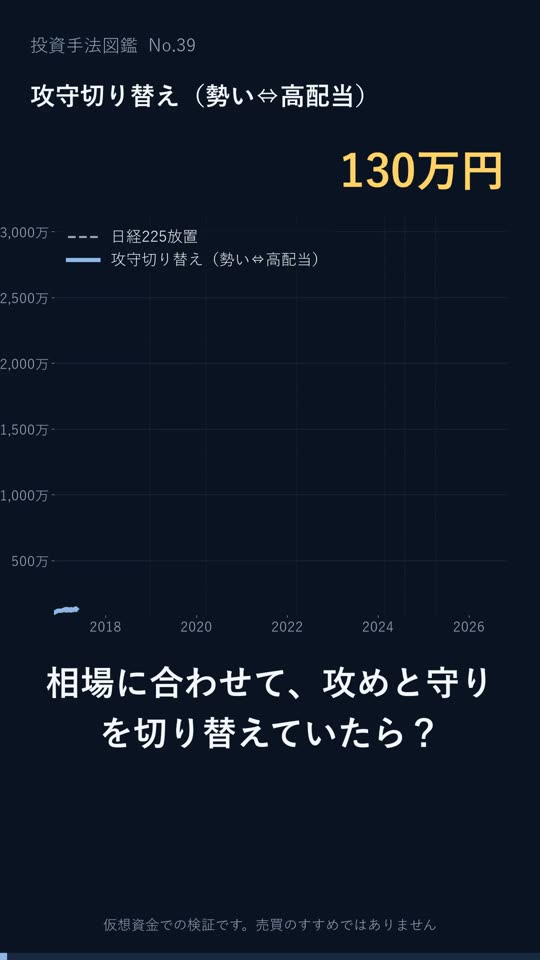 投資手法図鑑 No.39
攻守切り替え（勢い⇔高配当）
130万円
3,000万
日経225放置
攻守切り替え（勢い⇔高配当）
2,500万
2,000万
1,500万
1,000万
500万
2018 2020 2022 2024 2026
相場に合わせて、攻めと守り
を切り替えていたら？
仮想資金での検証です。売買のすすめではありません